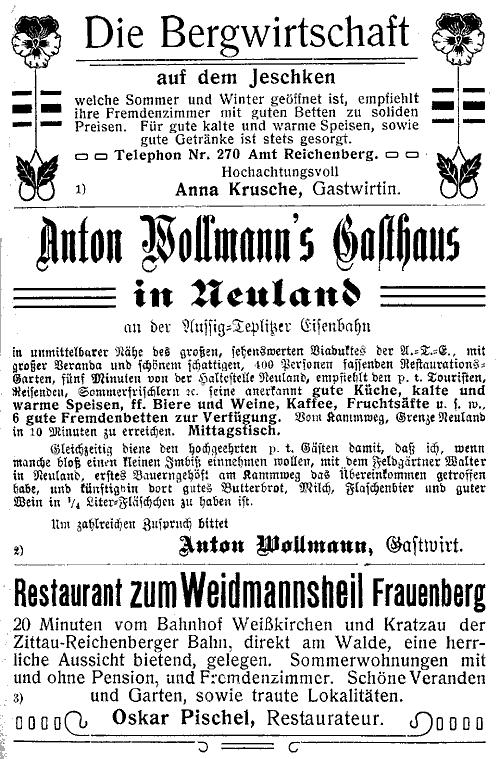 Die Bergwirtschaft
auf dem Jeschken
welche Sommer und Winter geöffnet ist, empfiehlt
ihre Fremdenzimmer mit guten Betten zu soliden
Preisen. Für gute kalte und warme Speisen, sowie
gute Getränke ist stets gesorgt.
Telephon Nr. 270 Amt Reichenberg.
Hochachtungsvoll
1) Anna Krusche, Gastwirtin.
Anton Wollmann's Gasthaus
in Neuland
an der Aussig-Teplitzer Eisenbahn
in unmittelbarer Nähe des großen, sehenswerten Viaduktes der A.-T.-E., mit
großer Veranda und schönem schattigen, 400 Personen fassenden Restaurations-
Garten, fünf Minuten von der Haltestelle Neuland, empfiehlt den p. t. Touristen,
Reisenden, Sommerfrischlern ec. seine anerkannt gute Küche, kalte und
warme Speisen, ff. Biere und Weine, Kaffee, Fruchtsäfte u. s. w.,
6 gute Fremdenbetten zur Verfügung. Vom Kammweg, Grenze Neuland
in 10 Minuten zu erreichen. Mittagstisch.
Gleichzeitig diene den hochgeehrten p. t. Gästen damit, daß ich, wenn
manche bloß einen kleinen Imbiß einnehmen wollen, mit dem Feldgärtner Walter
in Neuland, erstes Bauerngehöft am Kammweg das Übereinkommen getroffen
habe, und künftighin dort gutes Butterbrot, Milch, Flaschenbier und guter
Wein in 1/4 Liter-Fläschchen zu haben ist.
Um zahlreichen Zuspruch bittet
2) Anton Wollmann, Gastwirt.
Restaurant zum Weidmannsheil Frauenberg
20 Minuten vom Bahnhof Weißkirchen und Kratzau der
Zittau-Reichenberger Bahn, direkt am Walde, eine herr-
liche Aussicht bietend, gelegen. Sommerwohnungen mit
und ohne Pension, und Fremdenzimmer. Schöne Veranden
3) und Garten, sowie traute Lokalitäten.
Oskar Pischel, Restaurateur.